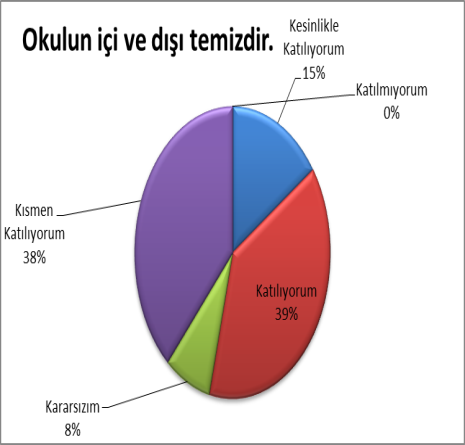 Okulun içi ve dışı temizdir.
Kesinlikle
Katılıyorum
15%
Katılmıyorum
0%
Kısmen
Katılıyorum
38%
Katılıyorum
39%
Kararsızım
8%